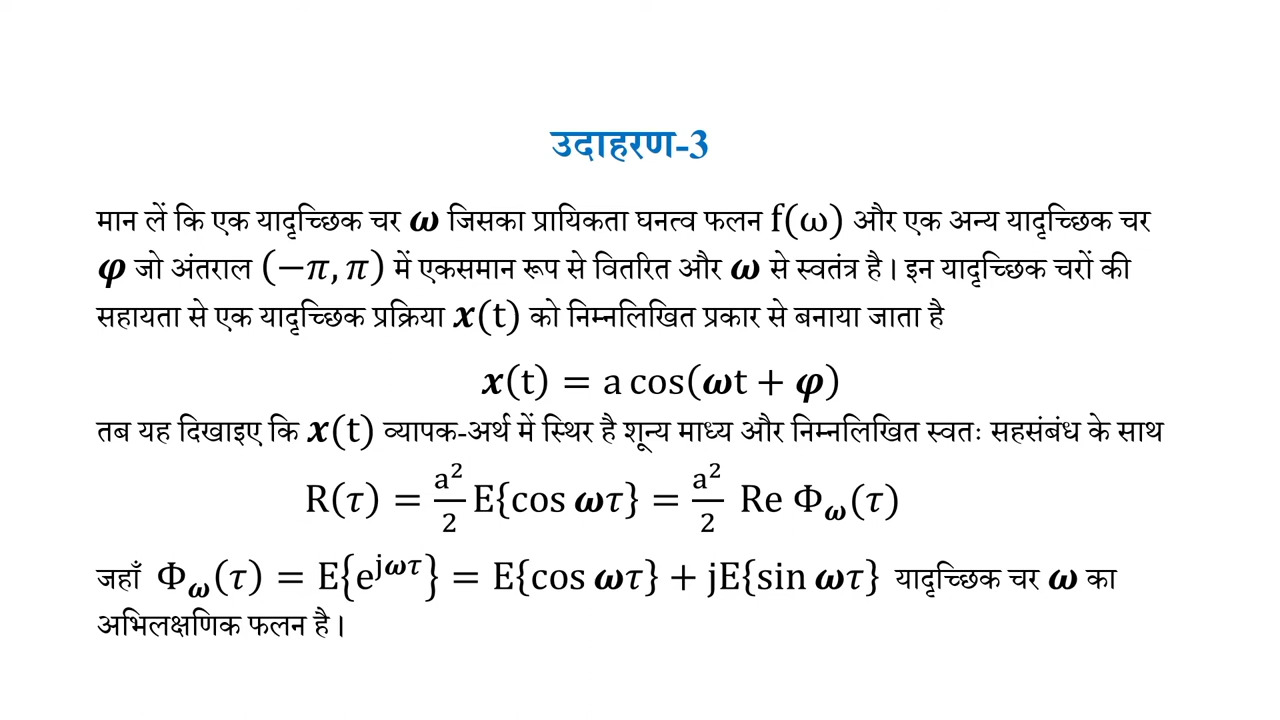 उदाहरण-3
मान लें कि एक यादृच्छिक चर 𝝎 जिसका प्रायिकता घनत्व फलन f(ω) और एक अन्य यादृच्छिक चर
𝝋 जो अंतराल (−𝜋, 𝜋) में एकसमान रूप से वितरित और 𝝎 से स्वतंत्र है। इन यादृच्छिक चरों की
सहायता से एक यादृच्छिक प्रक्रिया 𝒙(t) को निम्नलिखित प्रकार से बनाया जाता है
𝒙(t) = a cos(𝝎t + 𝝋)
तब यह दिखाइए कि 𝒙(t) व्यापक-अर्थ में स्थिर है शून्य माध्य और निम्नलिखित स्वतः सहसंबंध के साथ
R(𝜏) = a²/2 E{cos 𝝎𝜏} = a²/2 Re Φ_𝝎(𝜏)
जहाँ Φ_𝝎(𝜏) = E{e^{j𝝎𝜏}} = E{cos 𝝎𝜏} + jE{sin 𝝎𝜏} यादृच्छिक चर 𝝎 का
अभिलक्षणिक फलन है।